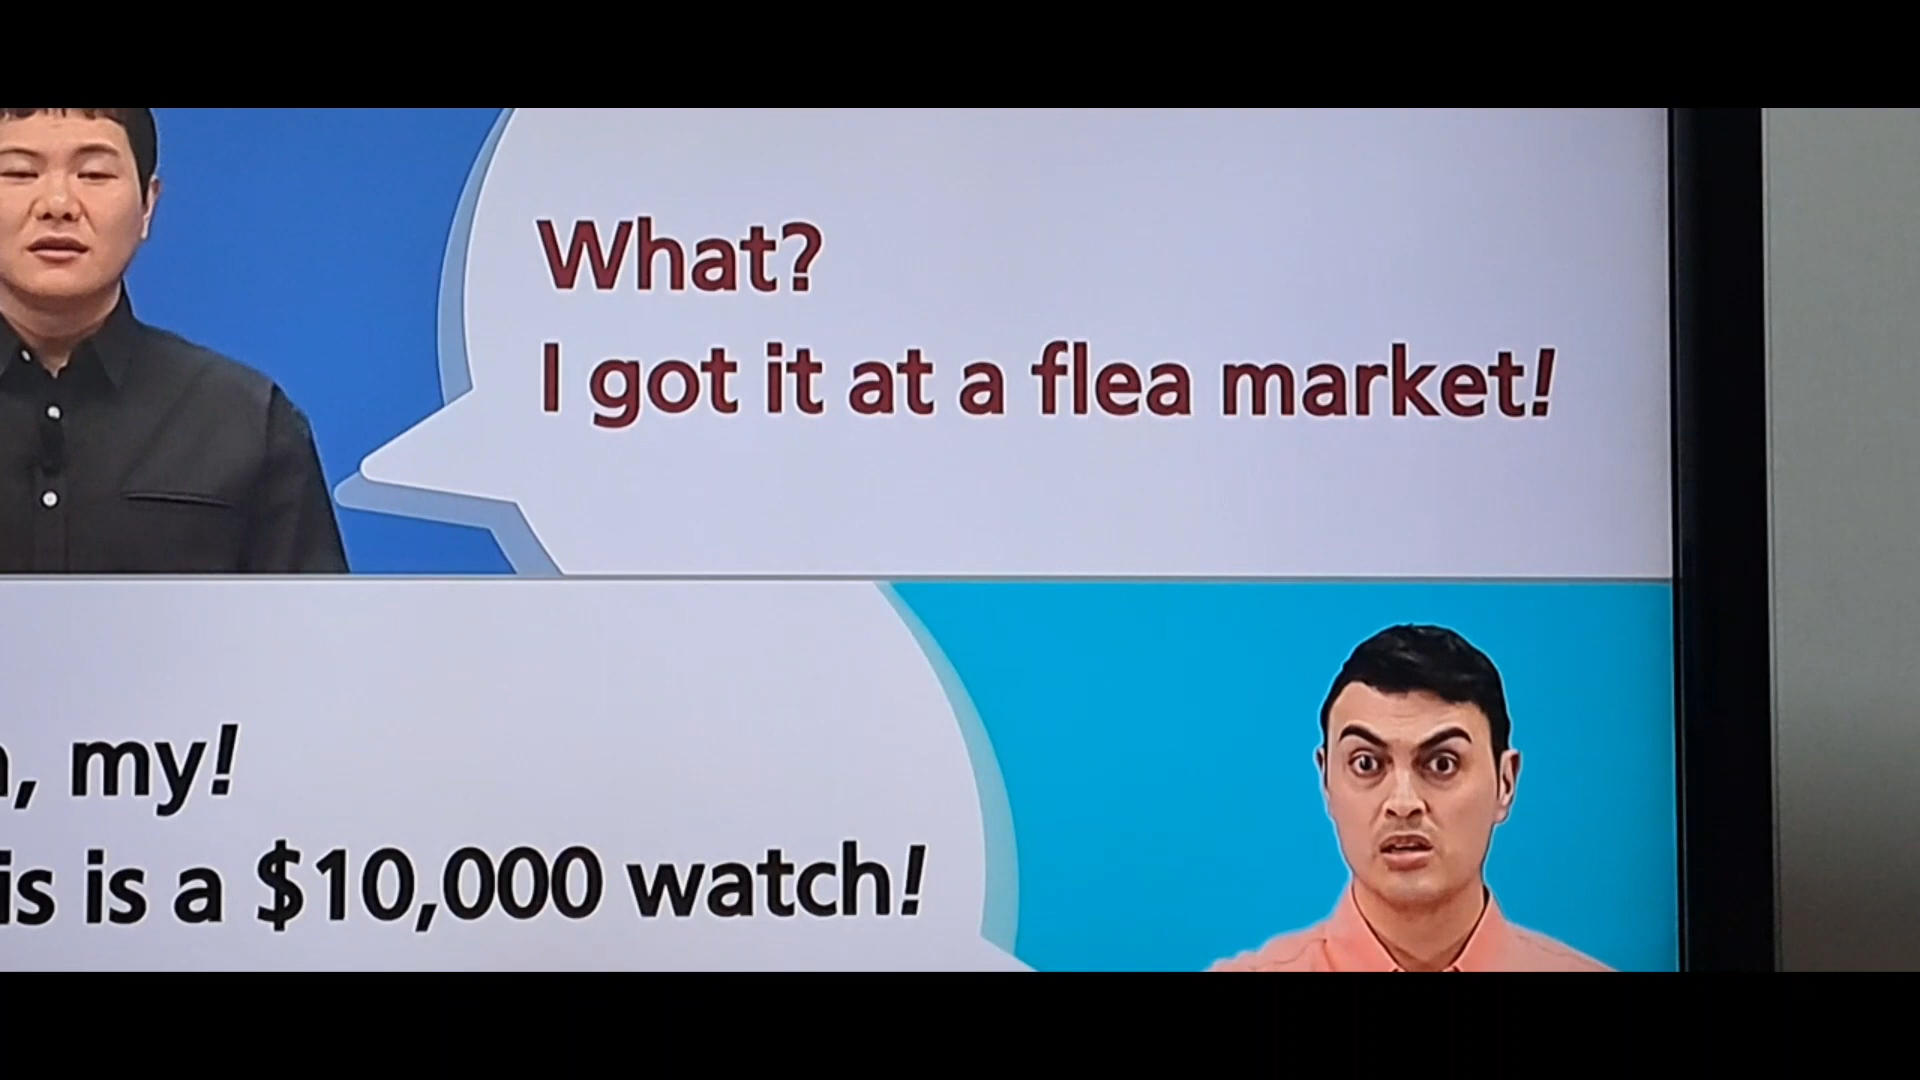 What?
I got it at a flea market!
, my!
is is a $10,000 watch!